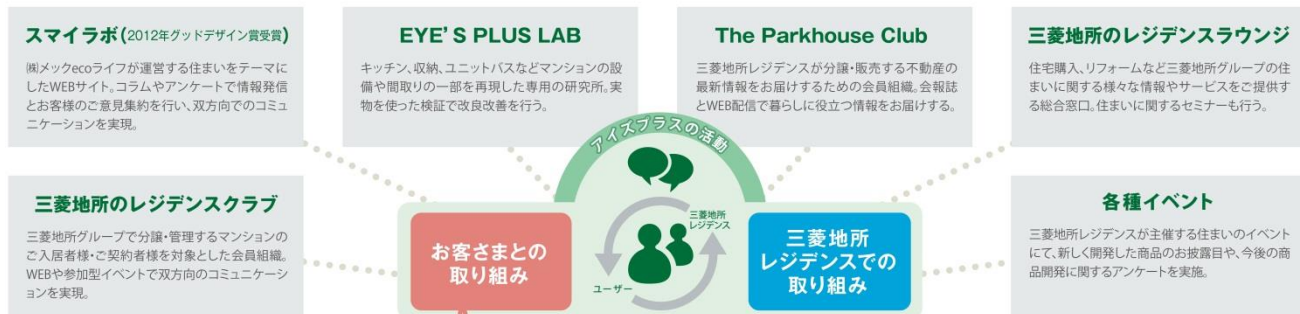 スマイラボ(2012年グッドデザイン賞受賞)
㈱メックecoライフが運営する住まいをテーマに
したWEBサイト。コラムやアンケートで情報発信
とお客様のご意見集約を行い、双方向でのコミュ
ニケーションを実現。
EYE'S PLUS LAB
キッチン、収納、ユニットバスなどマンションの設
備や間取りの一部を再現した専用の研究所。実
物を使った検証で改良改善を行う。
The Parkhouse Club
三菱地所レジデンスが分譲・販売する不動産の
最新情報をお届けするための会員組織。会報誌
とWEB配信で暮らしに役立つ情報をお届けする。
三菱地所のレジデンスラウンジ
住宅購入、リフォームなど三菱地所グループの住
まいに関する様々な情報やサービスをご提供す
る総合窓口。住まいに関するセミナーも行う。
アイズプラスの活動
三菱地所のレジデンスクラブ
三菱地所グループで分譲・管理するマンションの
ご入居者様・ご契約者様を対象とした会員組織。
WEBや参加型イベントで双方向のコミュニケーシ
ョンを実現。
お客さまとの
取り組み
三菱地所
レジデンス
ユーザー
三菱地所
レジデンスでの
取り組み
各種イベント
三菱地所レジデンスが主催する住まいのイベント
にて、新しく開発した商品のお披露目や、今後の商
品開発に関するアンケートを実施。